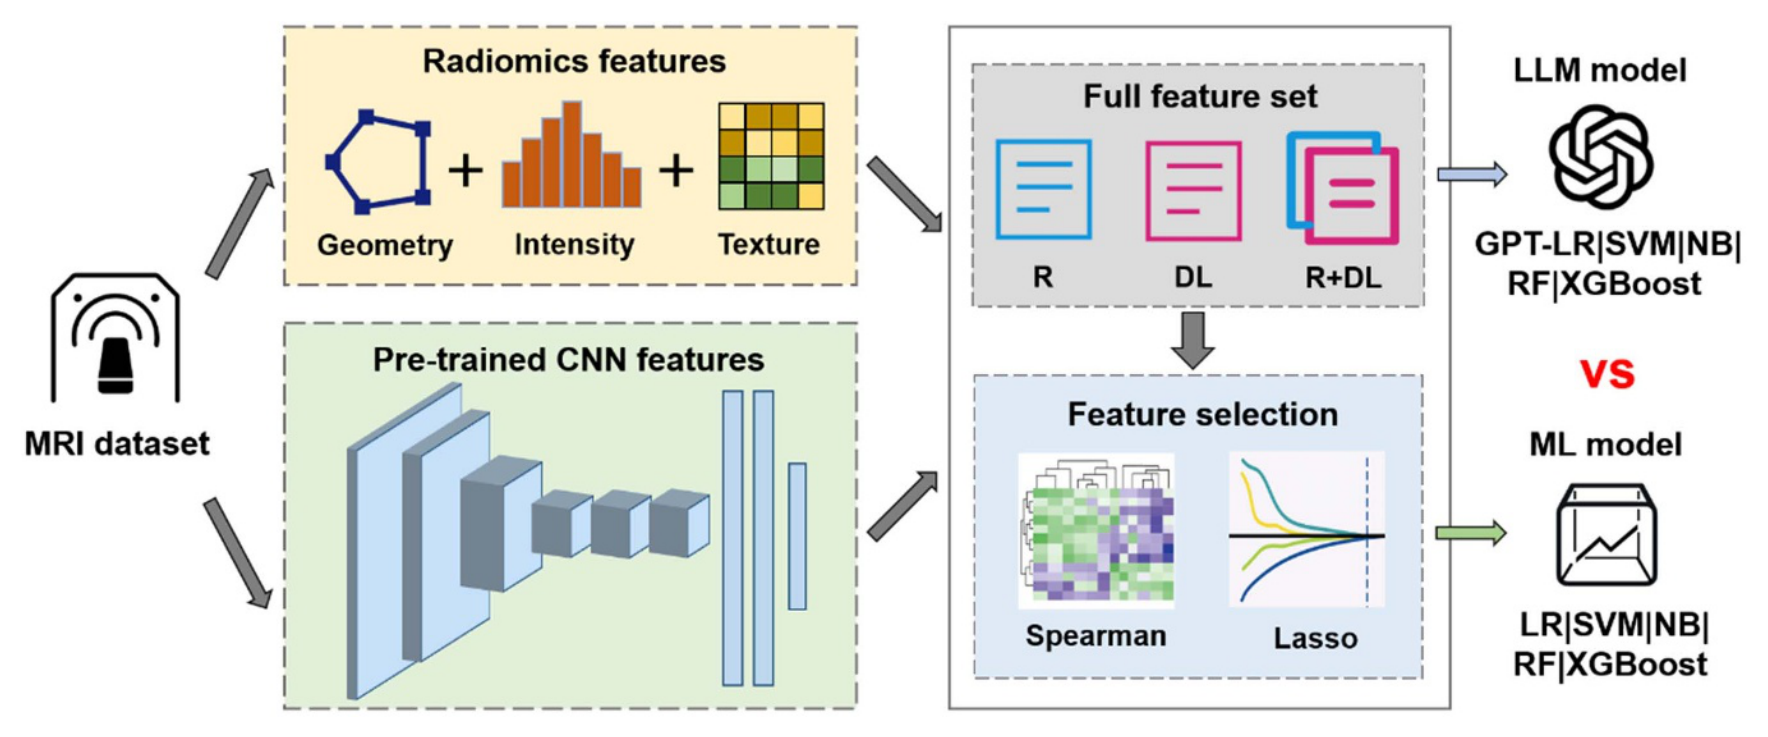 Radiomics features
Geometry
+
Intensity
+
Texture
MRI dataset
Pre-trained CNN features
Full feature set
R
DL
R+DL
Feature selection
Spearman
Lasso
LLM model
GPT-LR|SVM|NB|
RF|XGBoost
vs
ML model
LR|SVM|NB|
RF|XGBoost